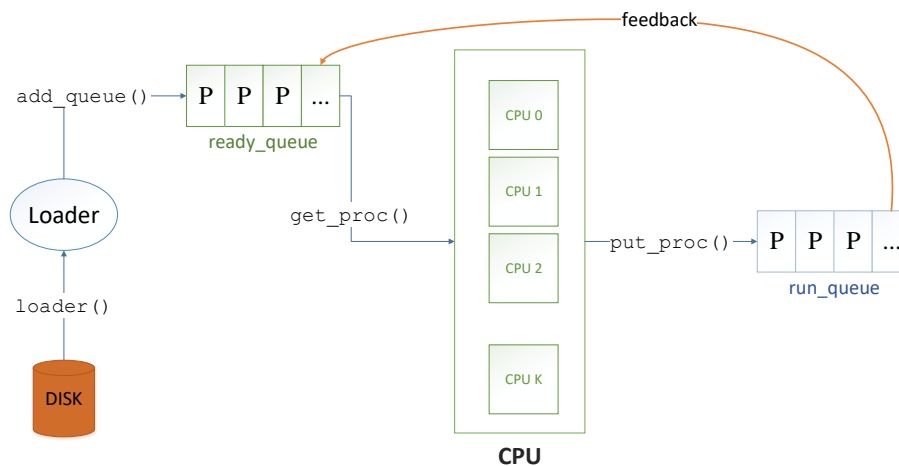 feedback
add_queue()
P P P ...
ready_queue
CPU 0
CPU 1
CPU 2
CPU K
CPU
Loader
get_proc()
put_proc()
P P P ...
run_queue
loader()
DISK